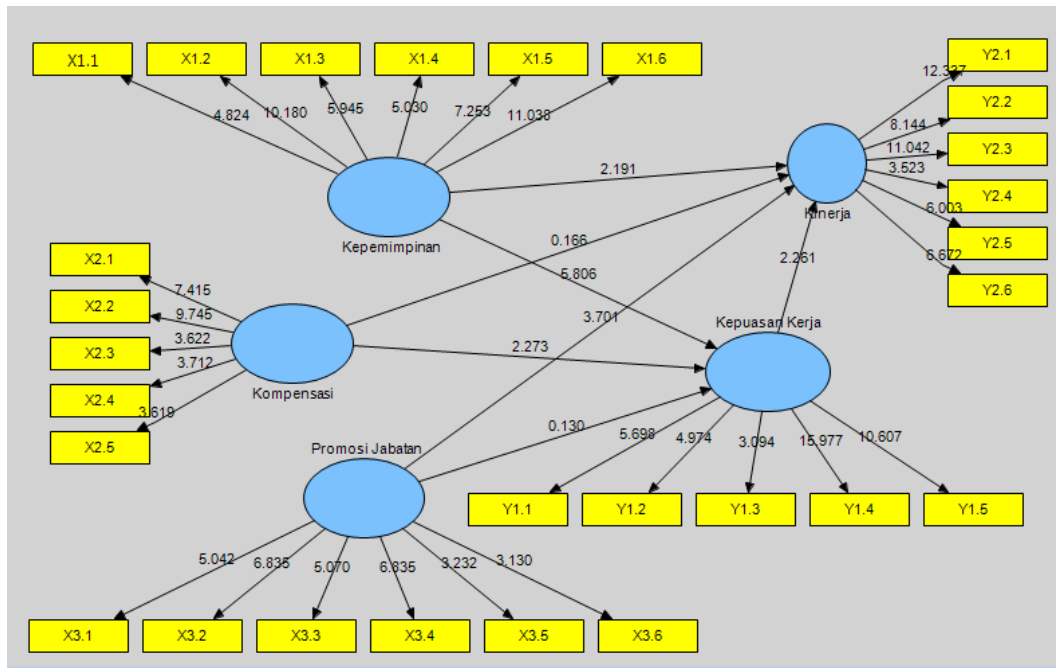 X1.1
X1.2
X1.3
X1.4
X1.5
X1.6
4.824
10.180
5.945
5.030
7.253
11.038
Kepemimpinan
Y2.1
Y2.2
Y2.3
Y2.4
Y2.5
Y2.6
12.337
8.144
11.042
3.523
6.003
6.672
Kinerja
2.191
0.166
5.806
3.701
2.261
2.273
0.130
X2.1
X2.2
X2.3
X2.4
X2.5
7.415
9.745
3.622
3.712
3.619
Kompensasi
Kepuasan Kerja
5.698
4.974
3.094
15.977
10.607
Y1.1
Y1.2
Y1.3
Y1.4
Y1.5
Promosi Jabatan
5.042
6.835
5.070
6.835
3.232
3.130
X3.1
X3.2
X3.3
X3.4
X3.5
X3.6